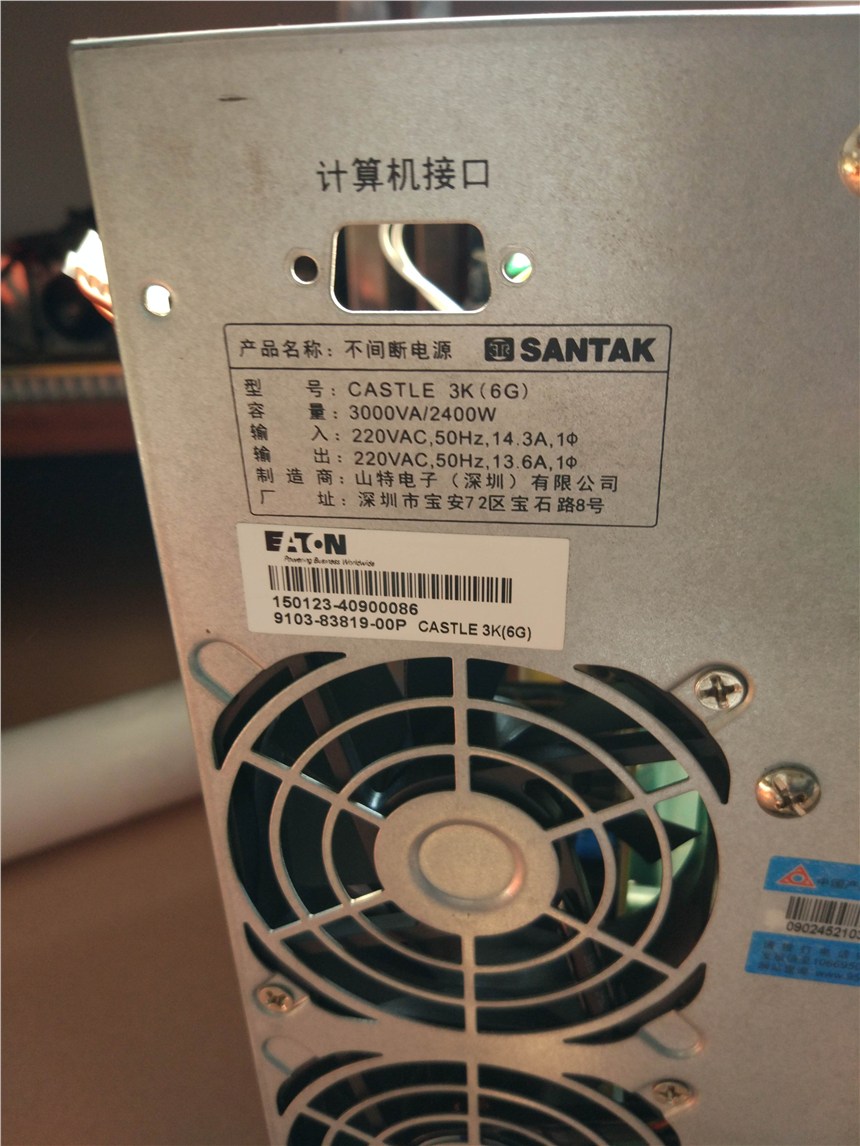 计算机接口
产品名称：不间断电源 SANTAK
型 号：CASTLE 3K(6G)
容 量：3000VA/2400W
输 入：220VAC,50Hz,14.3A,1Φ
输 出：220VAC,50Hz,13.6A,1Φ
制 造 商：山特电子（深圳）有限公司
厂 址：深圳市宝安72区宝石路8号
EATON
Powering Business Worldwide
150123-40900086
9103-83819-00P CASTLE 3K(6G)
中国产
0902452103